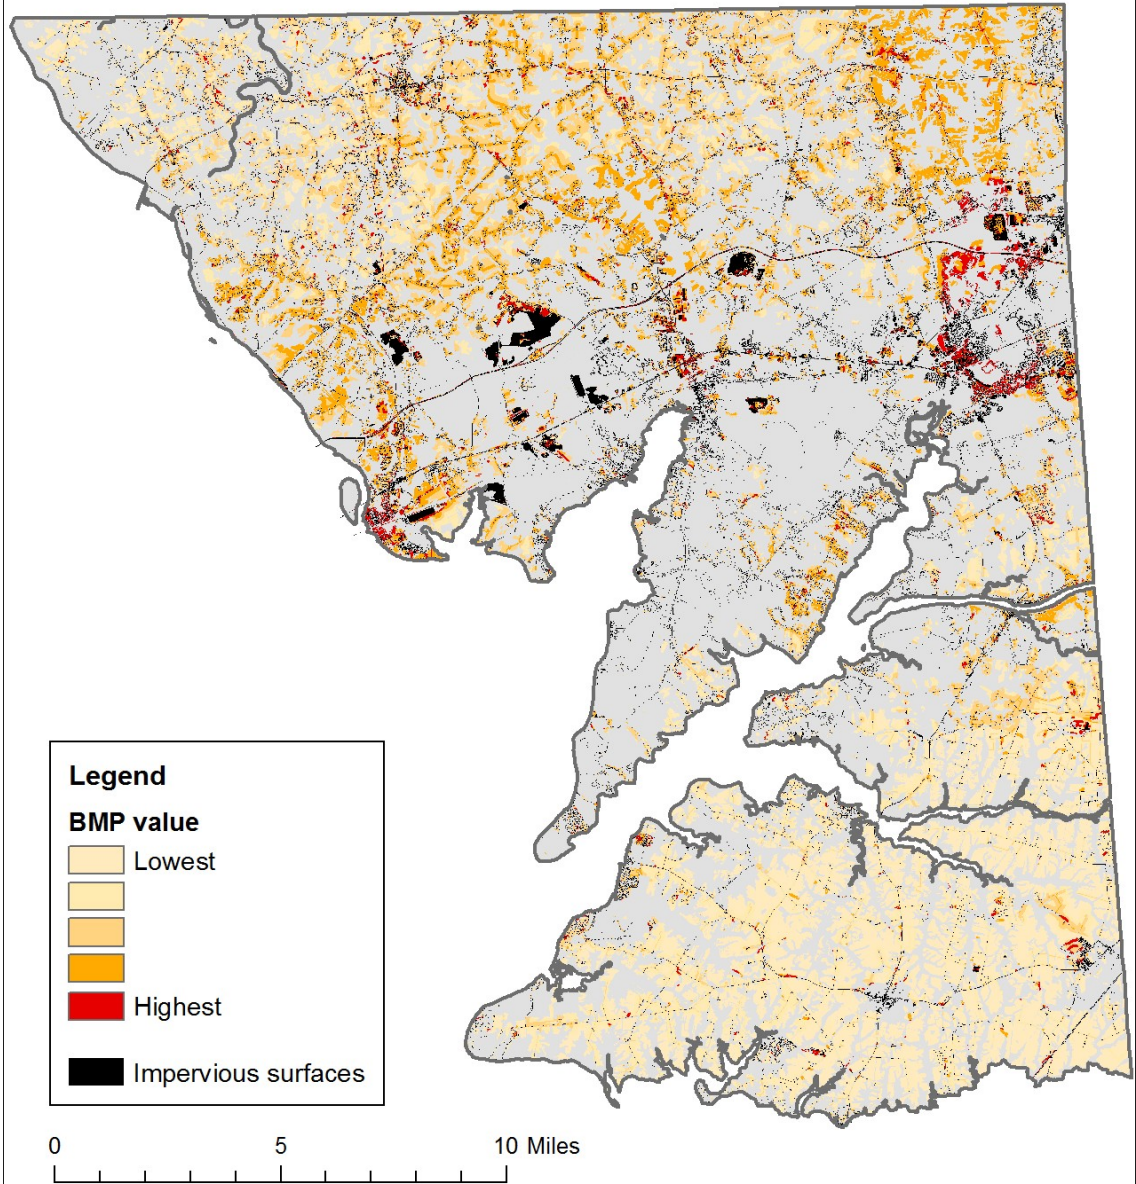 Legend
BMP value
Lowest
Highest
Impervious surfaces
0 5 10 Miles